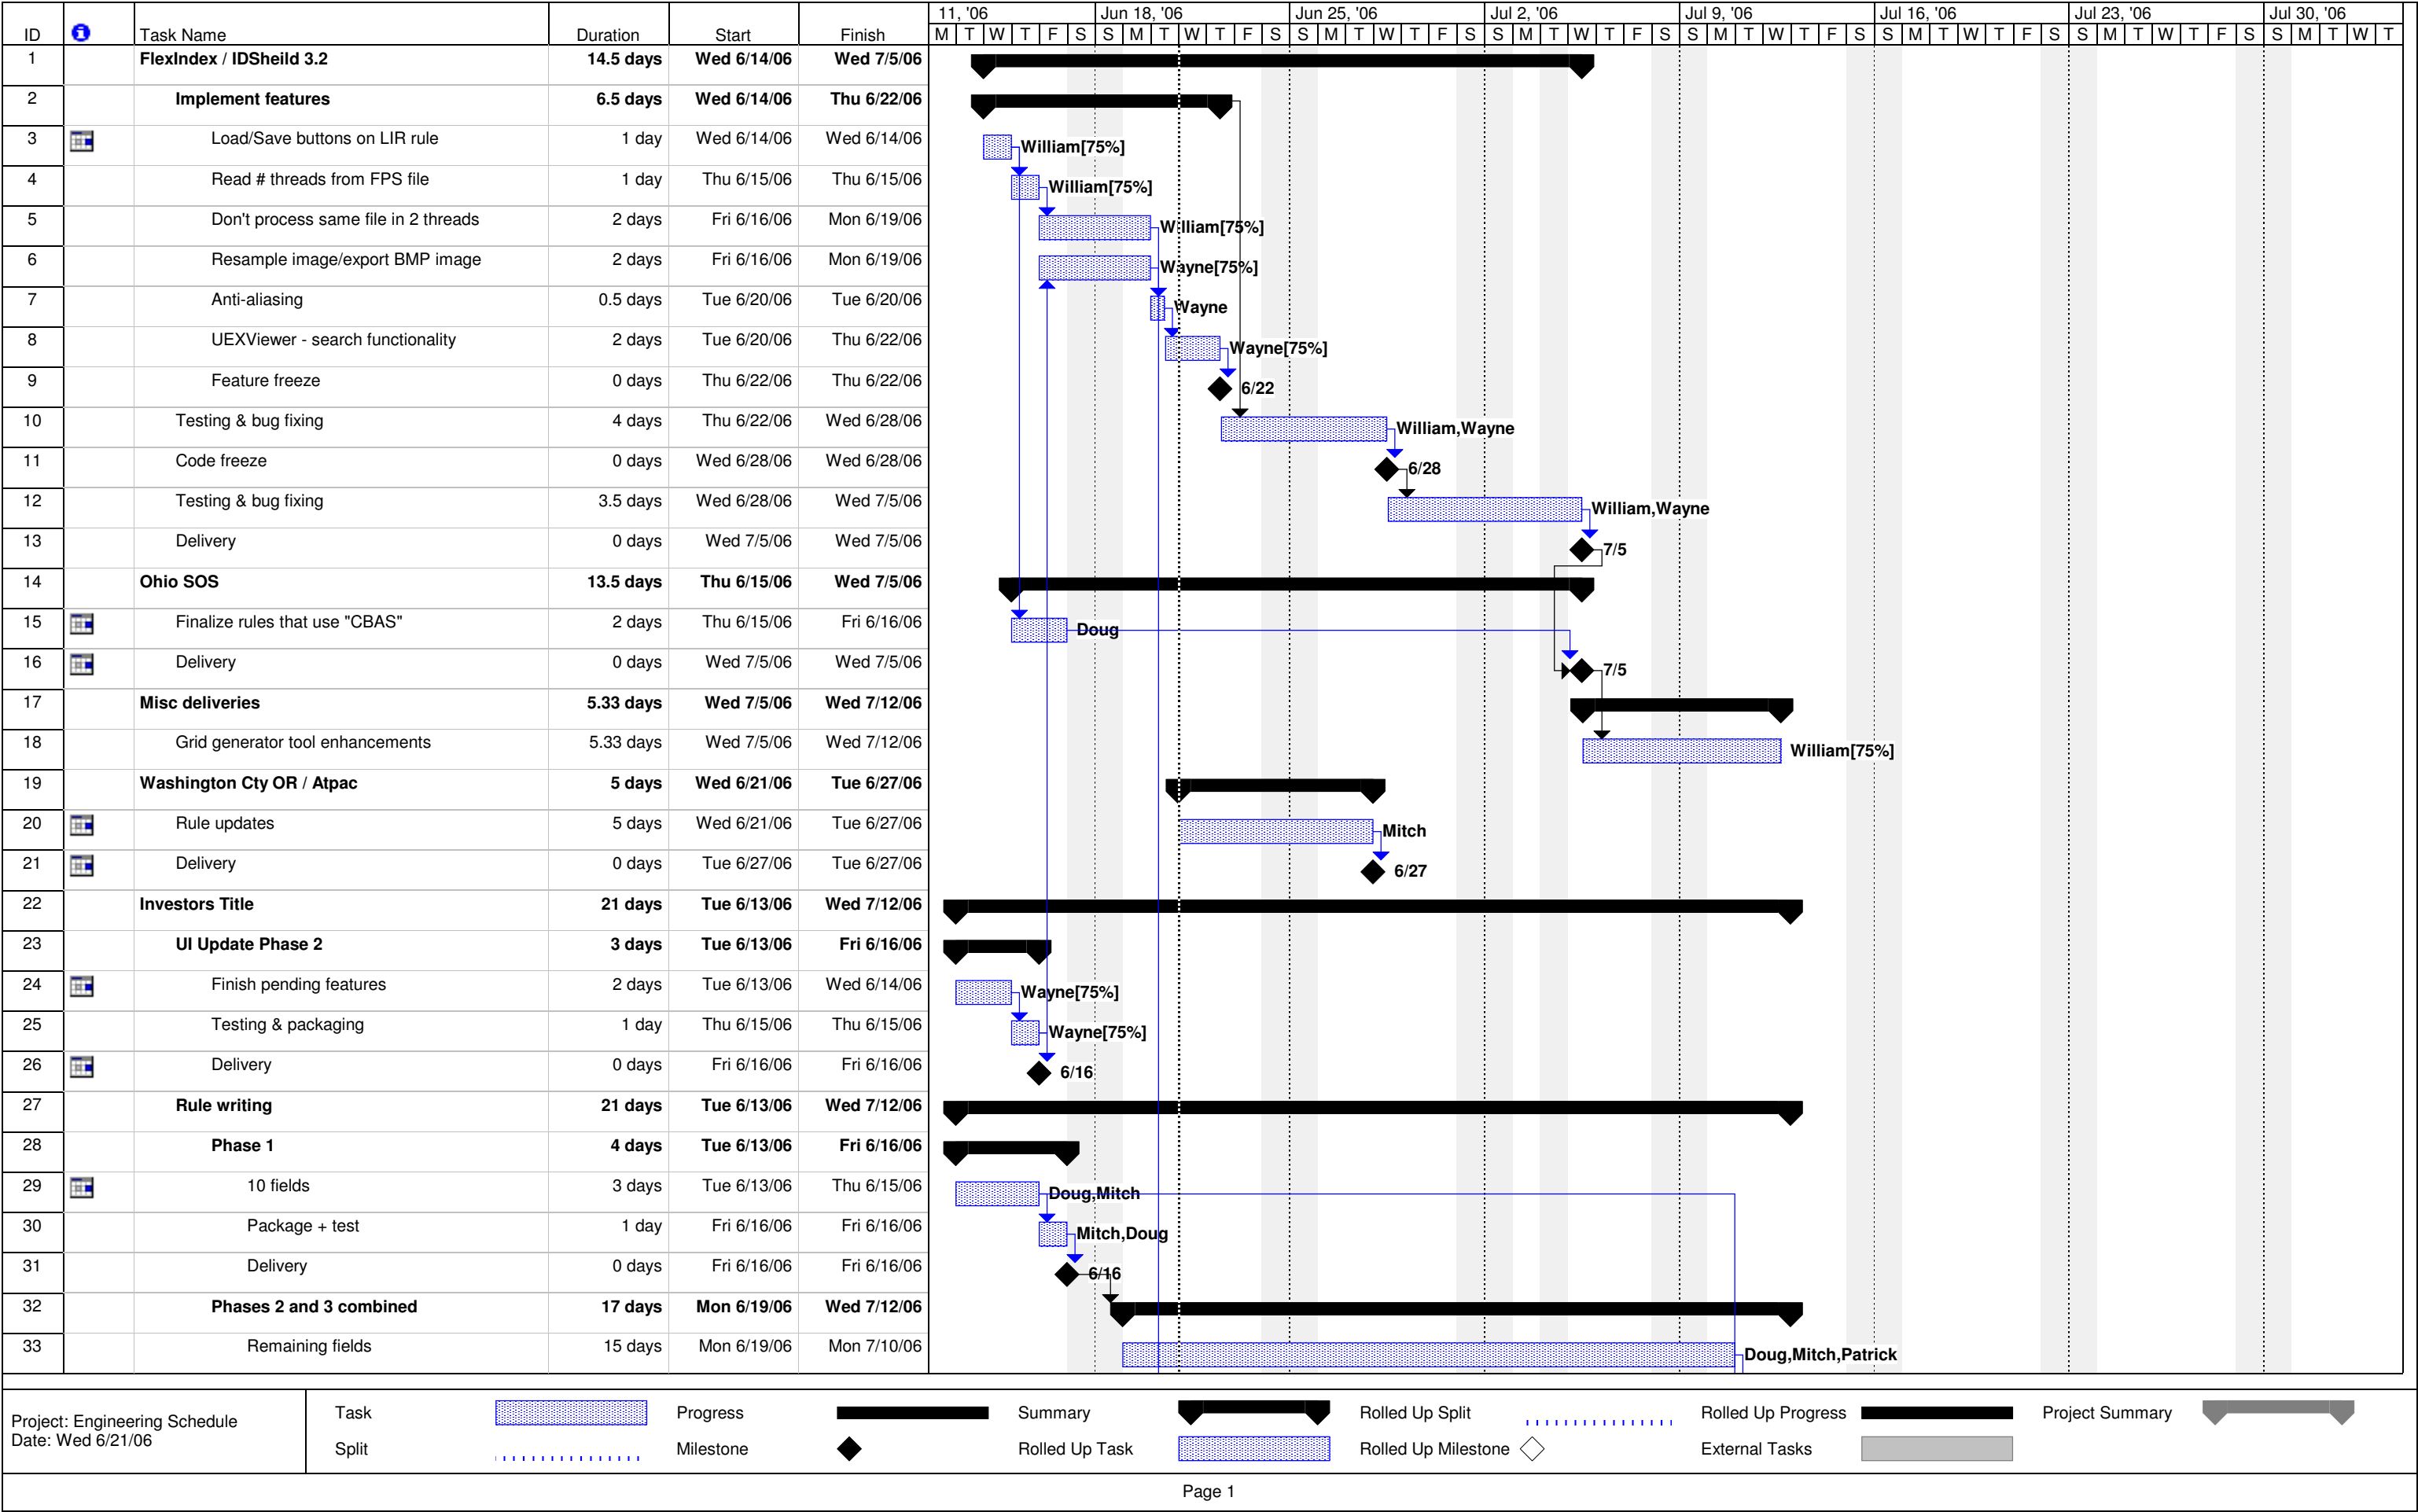 11, '06 Jun 18, '06 Jun 25, '06 Jul 2, '06 Jul 9, '06 Jul 16, '06 Jul 23, '06 Jul 30, '06
ID Task Name Duration Start Finish M T W T F S S M T W T F S S M T W T F S S M T W T F S S M T W T F S S M T W T F S S M T W T F S S M T W T
1 FlexIndex / IDSheild 3.2 14.5 days Wed 6/14/06 Wed 7/5/06
2 Implement features 6.5 days Wed 6/14/06 Thu 6/22/06
3 Load/Save buttons on LIR rule 1 day Wed 6/14/06 Wed 6/14/06 William[75%]
4 Read # threads from FPS file 1 day Thu 6/15/06 Thu 6/15/06 William[75%]
5 Don't process same file in 2 threads 2 days Fri 6/16/06 Mon 6/19/06 William[75%]
6 Resample image/export BMP image 2 days Fri 6/16/06 Mon 6/19/06 Wayne[75%]
7 Anti-aliasing 0.5 days Tue 6/20/06 Tue 6/20/06 Wayne
8 UEXViewer - search functionality 2 days Tue 6/20/06 Thu 6/22/06 Wayne[75%]
9 Feature freeze 0 days Thu 6/22/06 Thu 6/22/06 6/22
10 Testing & bug fixing 4 days Thu 6/22/06 Wed 6/28/06 William,Wayne
11 Code freeze 0 days Wed 6/28/06 Wed 6/28/06 6/28
12 Testing & bug fixing 3.5 days Wed 6/28/06 Wed 7/5/06 William,Wayne
13 Delivery 0 days Wed 7/5/06 Wed 7/5/06 7/5
14 Ohio SOS 13.5 days Thu 6/15/06 Wed 7/5/06
15 Finalize rules that use "CBAS" 2 days Thu 6/15/06 Fri 6/16/06 Doug
16 Delivery 0 days Wed 7/5/06 Wed 7/5/06 7/5
17 Misc deliveries 5.33 days Wed 7/5/06 Wed 7/12/06
18 Grid generator tool enhancements 5.33 days Wed 7/5/06 Wed 7/12/06 William[75%]
19 Washington Cty OR / Atpac 5 days Wed 6/21/06 Tue 6/27/06
20 Rule updates 5 days Wed 6/21/06 Tue 6/27/06 Mitch
21 Delivery 0 days Tue 6/27/06 Tue 6/27/06 6/27
22 Investors Title 21 days Tue 6/13/06 Wed 7/12/06
23 UI Update Phase 2 3 days Tue 6/13/06 Fri 6/16/06
24 Finish pending features 2 days Tue 6/13/06 Wed 6/14/06 Wayne[75%]
25 Testing & packaging 1 day Thu 6/15/06 Thu 6/15/06 Wayne[75%]
26 Delivery 0 days Fri 6/16/06 Fri 6/16/06 6/16
27 Rule writing 21 days Tue 6/13/06 Wed 7/12/06
28 Phase 1 4 days Tue 6/13/06 Fri 6/16/06
29 10 fields 3 days Tue 6/13/06 Thu 6/15/06 Doug,Mitch
30 Package + test 1 day Fri 6/16/06 Fri 6/16/06 Mitch,Doug
31 Delivery 0 days Fri 6/16/06 Fri 6/16/06 6/16
32 Phases 2 and 3 combined 17 days Mon 6/19/06 Wed 7/12/06
33 Remaining fields 15 days Mon 6/19/06 Mon 7/10/06 Doug,Mitch,Patrick
Project: Engineering Schedule
Date: Wed 6/21/06
Task Progress Summary Rolled Up Split Rolled Up Progress Project Summary
Split Milestone Rolled Up Task Rolled Up Milestone External Tasks
Page 1